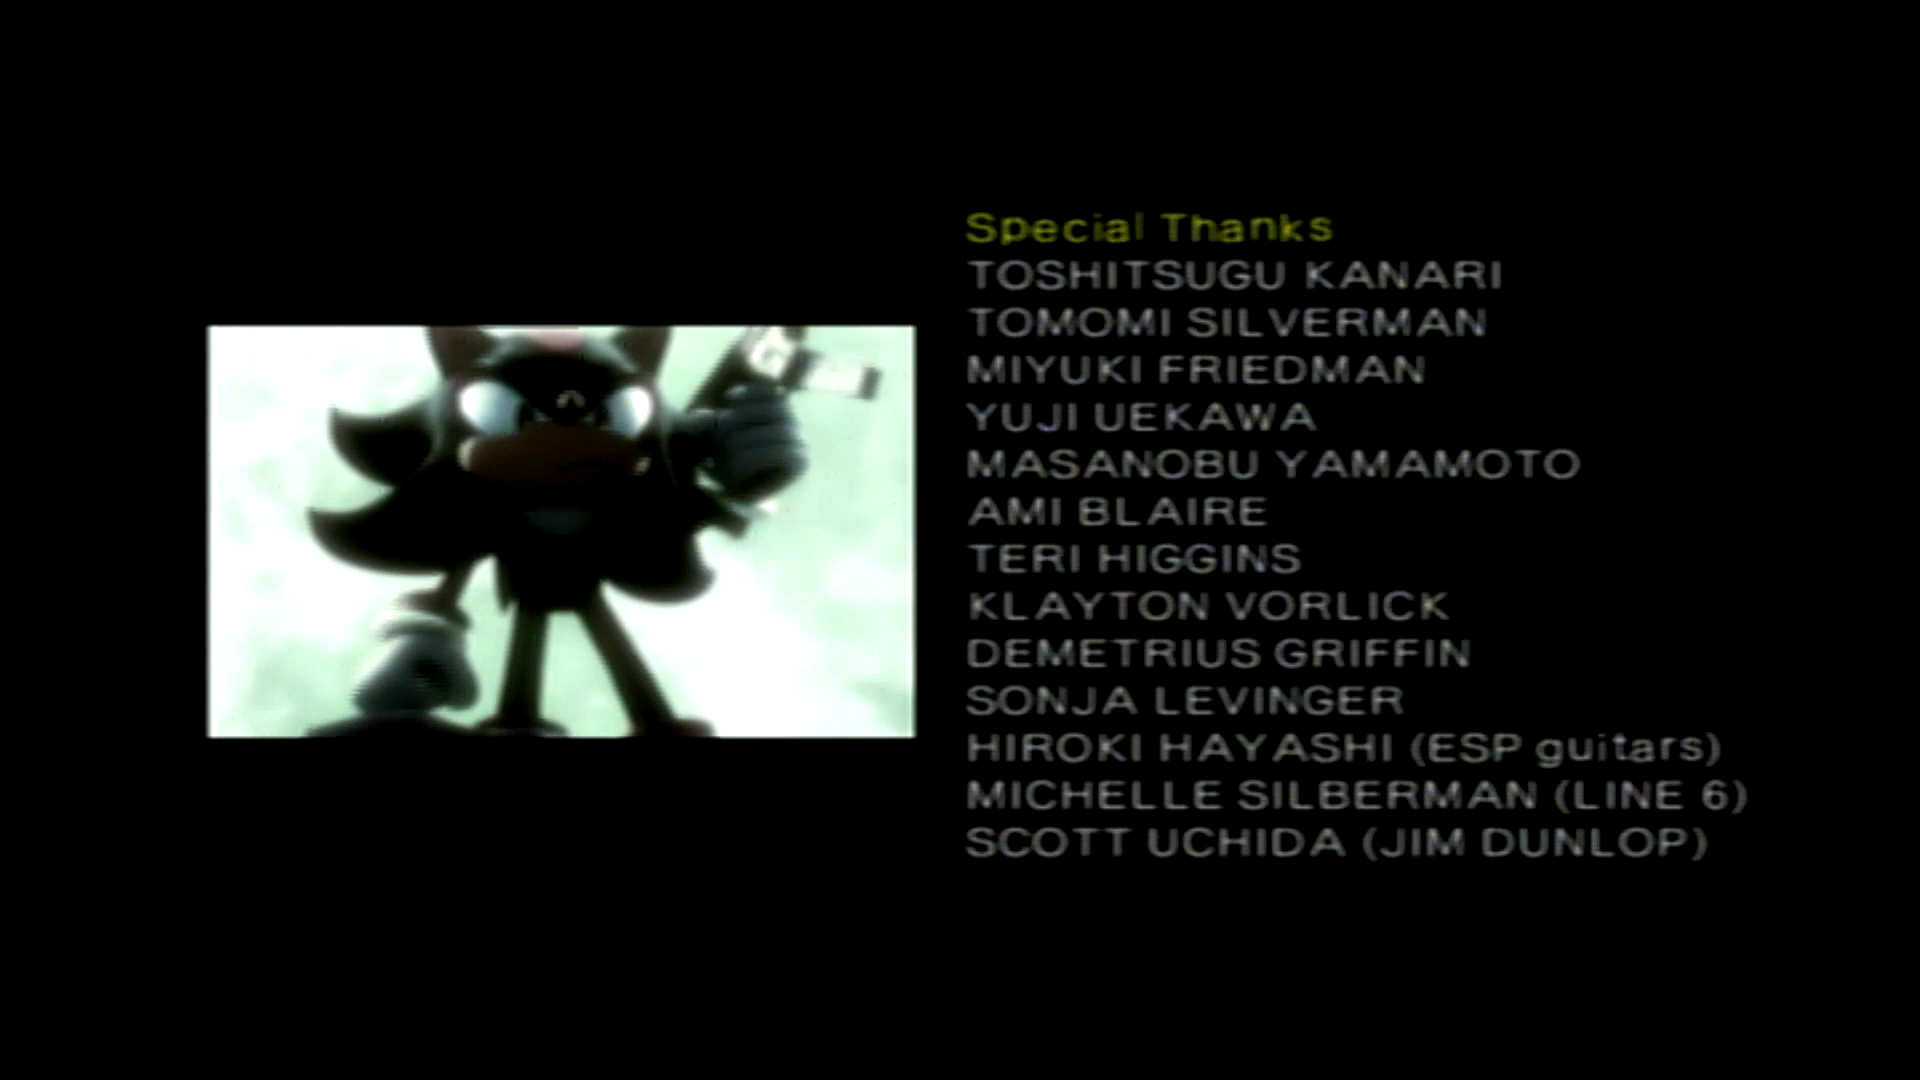 Special Thanks
TOSHITSUGU KANARI
TOMOMI SILVERMAN
MIYUKI FRIEDMAN
YUJI UEKAWA
MASANOBU YAMAMOTO
AMI BLAIRE
TERI HIGGINS
KLAYTON VORLICK
DEMETRIUS GRIFFIN
SONJA LEVINGER
HIROKI HAYASHI (ESP guitars)
MICHELLE SILBERMAN (LINE 6)
SCOTT UCHIDA (JIM DUNLOP)